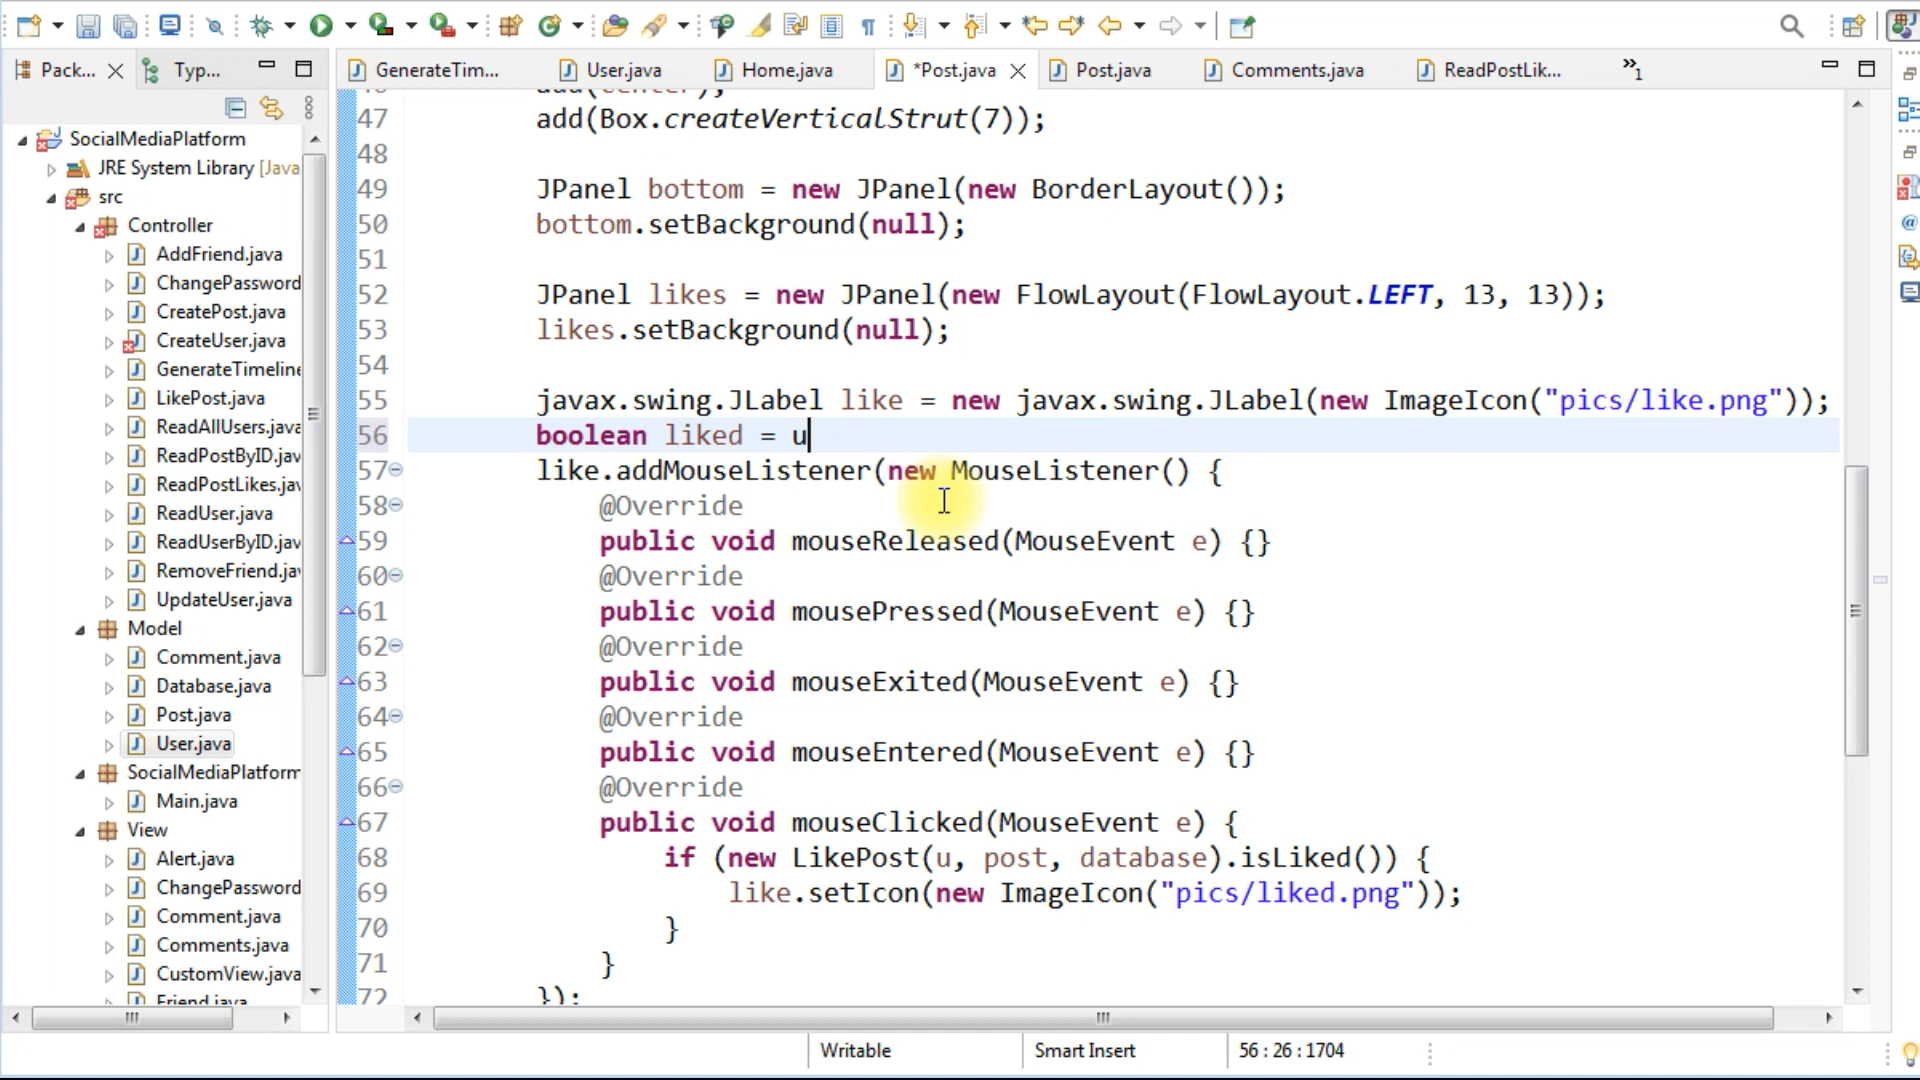 Pack...
Typ...
GenerateTim...
User.java
Home.java
*Post.java
Post.java
Comments.java
ReadPostLik...
»1
SocialMediaPlatform
JRE System Library [Java
src
Controller
AddFriend.java
ChangePassword
CreatePost.java
CreateUser.java
GenerateTimeline
LikePost.java
ReadAllUsers.java
ReadPostByID.java
ReadPostLikes.jav
ReadUser.java
ReadUserByID.jav
RemoveFriend.jav
UpdateUser.java
Model
Comment.java
Database.java
Post.java
User.java
SocialMediaPlatform
Main.java
View
Alert.java
ChangePassword
Comment.java
Comments.java
CustomView.java
Friend.java
46 add(center);
47 add(Box.createVerticalStrut(7));
48
49 JPanel bottom = new JPanel(new BorderLayout());
50 bottom.setBackground(null);
51
52 JPanel likes = new JPanel(new FlowLayout(FlowLayout.LEFT, 13, 13));
53 likes.setBackground(null);
54
55 javax.swing.JLabel like = new javax.swing.JLabel(new ImageIcon("pics/like.png"));
56 boolean liked = u
57 like.addMouseListener(new MouseListener() {
58 @Override
59 public void mouseReleased(MouseEvent e) {}
60 @Override
61 public void mousePressed(MouseEvent e) {}
62 @Override
63 public void mouseExited(MouseEvent e) {}
64 @Override
65 public void mouseEntered(MouseEvent e) {}
66 @Override
67 public void mouseClicked(MouseEvent e) {
68 if (new LikePost(u, post, database).isLiked()) {
69 like.setIcon(new ImageIcon("pics/liked.png"));
70 }
71 }
72 });
Writable
Smart Insert
56 : 26 : 1704